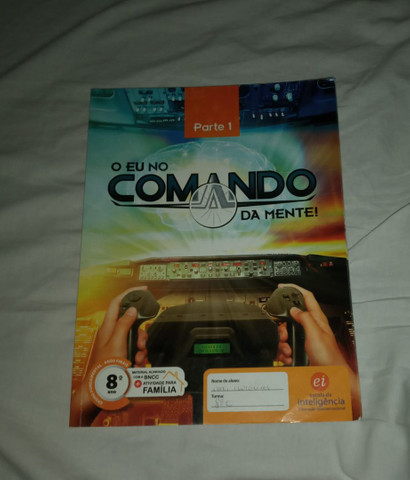 Parte 1
O EU NO
COMANDO
DA MENTE!
8º
ANO
MATERIAL ALINHADO
COM A BNCC
+ ATIVIDADE PARA
FAMÍLIA
Nome do aluno:
Turma:
ei
escola da
inteligência